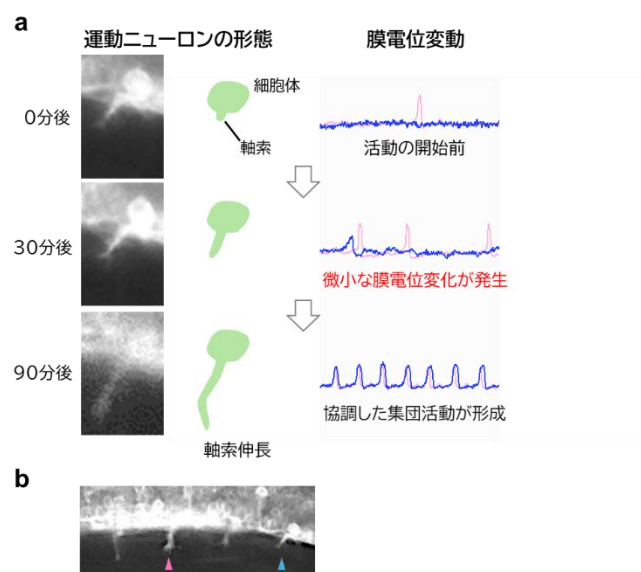 a
運動ニューロンの形態
膜電位変動
0分後
細胞体
軸索
活動の開始前
30分後
微小な膜電位変化が発生
90分後
協調した集団活動が形成
軸索伸長
b